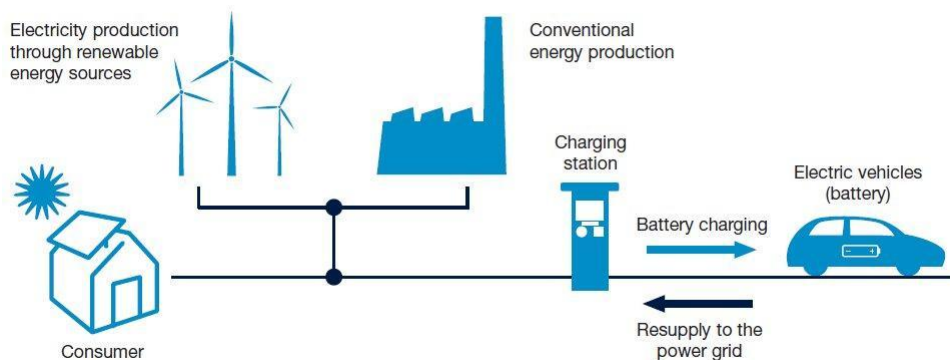 Electricity production
through renewable
energy sources
Conventional
energy production
Charging
station
Electric vehicles
(battery)
Battery charging
Resupply to the
power grid
Consumer